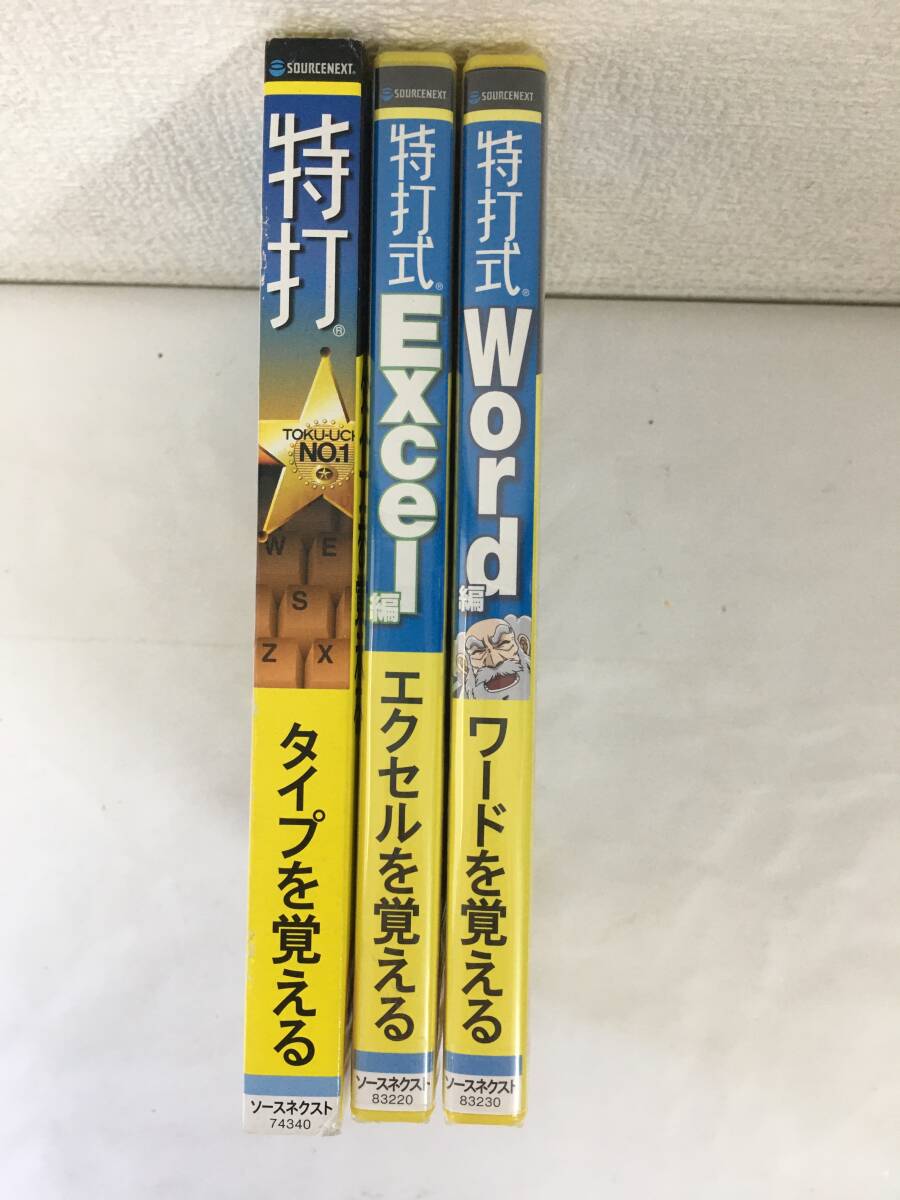 SOURCENEXT
特打®
TOKU-UCH
NO.1
W E
S
Z X
タイプを覚える
ソースネクスト
74340
SOURCENEXT
特打式®
Excel
編
エクセルを覚える
ソースネクスト
83220
SOURCENEXT
特打式®
Word
編
ワードを覚える
ソースネクスト
83230